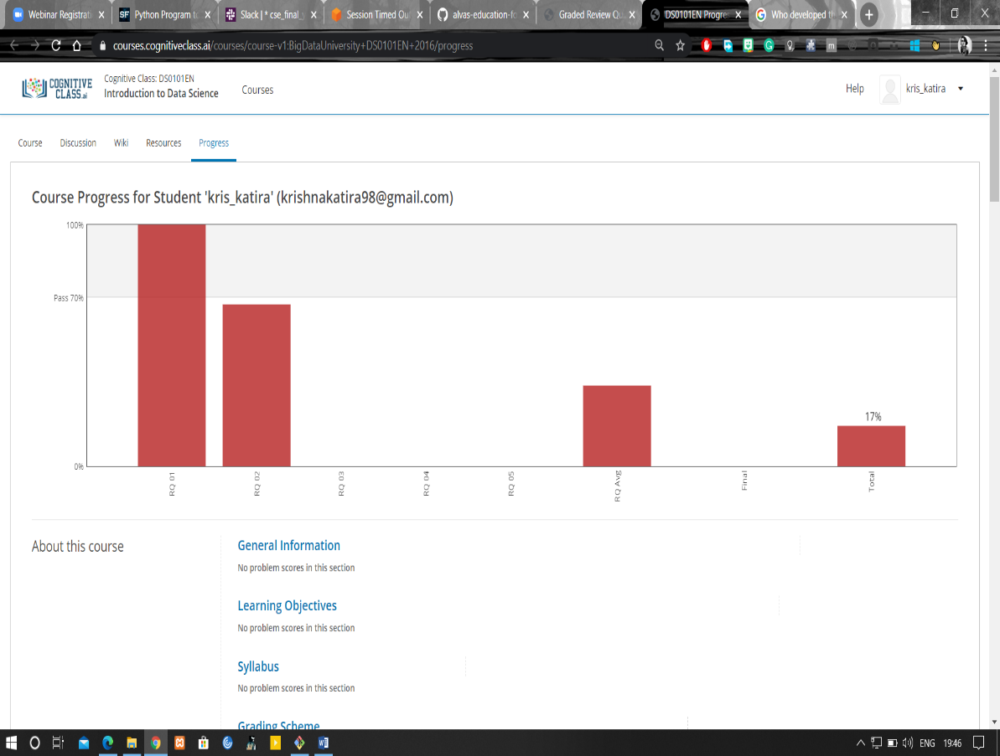 Webinar Registrati
Python Program to
Slack | * cse_final_
Session Timed Ou
alvas-education-fo
Graded Review Qu
DS0101EN Progre
Who developed th
courses.cognitiveclass.ai/courses/course-v1:BigDataUniversity+DS0101EN+2016/progress
COGNITIVE
CLASS.ai
Cognitive Class: DS0101EN
Introduction to Data Science
Courses
Help
kris_katira
Course
Discussion
Wiki
Resources
Progress
Course Progress for Student 'kris_katira' (krishnakatira98@gmail.com)
100%
Pass 70%
0%
17%
RQ 01
RQ 02
RQ 03
RQ 04
RQ 05
RQ Avg
Final
Total
About this course
General Information
No problem scores in this section
Learning Objectives
No problem scores in this section
Syllabus
No problem scores in this section
Grading Scheme
ENG
19:46